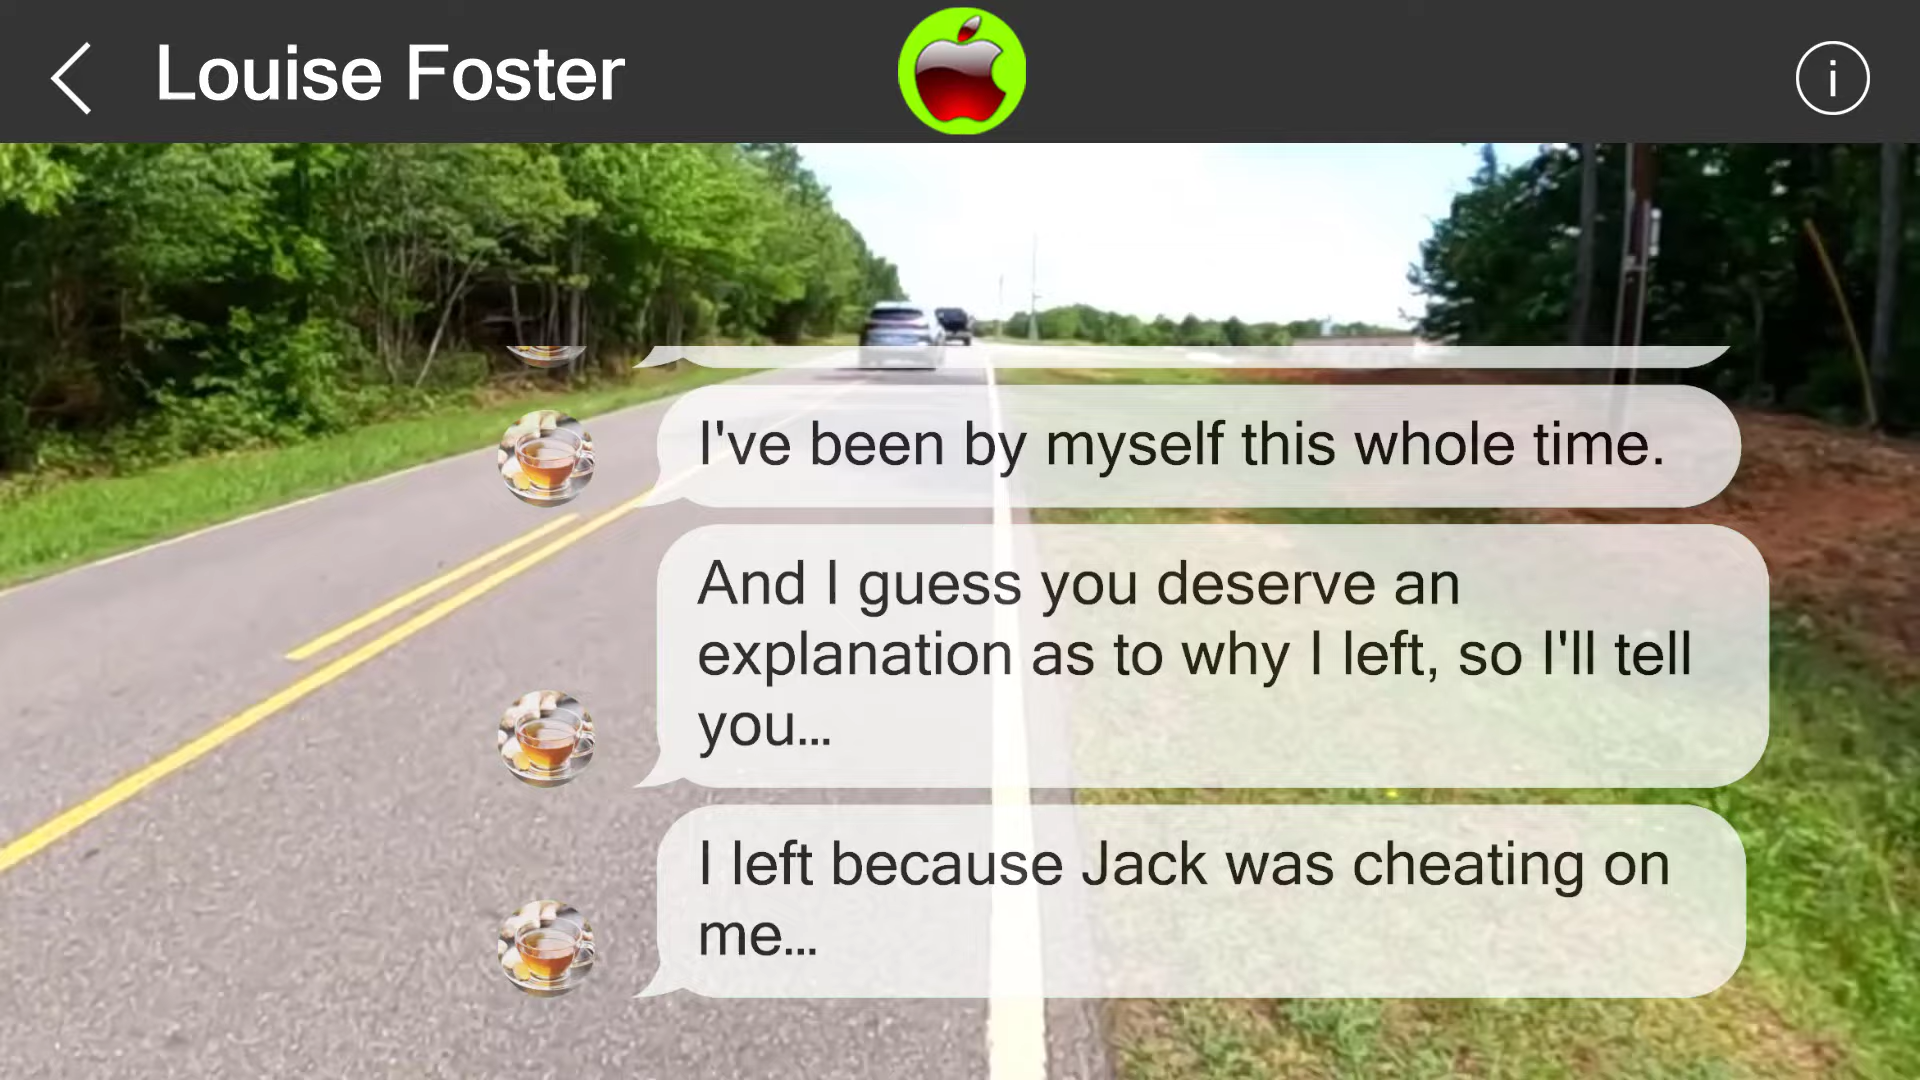 Louise Foster
I've been by myself this whole time.
And I guess you deserve an
explanation as to why I left, so I'll tell
you...
I left because Jack was cheating on
me...